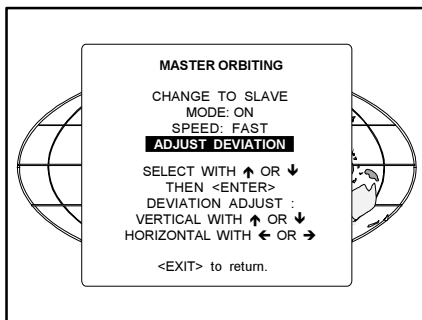 MASTER ORBITING
CHANGE TO SLAVE
MODE: ON
SPEED: FAST
ADJUST DEVIATION
SELECT WITH ↑ OR ↓
THEN <ENTER>
DEVIATION ADJUST :
VERTICAL WITH ↑ OR ↓
HORIZONTAL WITH ← OR →
<EXIT> to return.